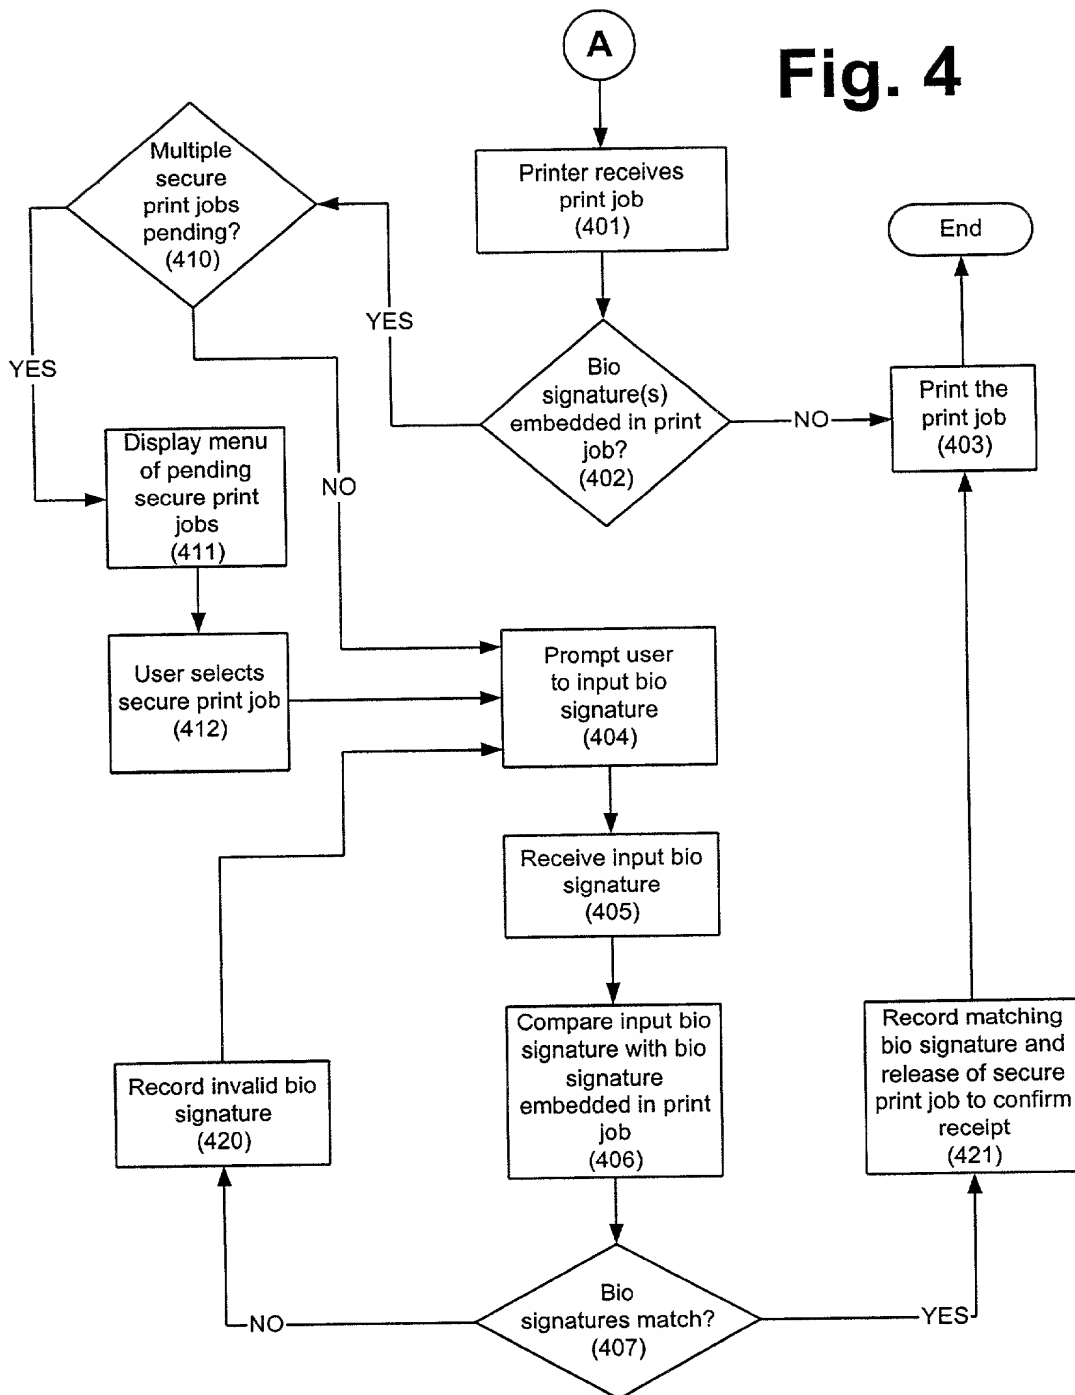 A
Fig. 4
Printer receives
print job
(401)
Multiple
secure
print jobs
pending?
(410)
End
YES
YES
Bio
signature(s)
embedded in print
job?
(402)
NO
Print the
print job
(403)
Display menu
of pending
secure print
jobs
(411)
NO
User selects
secure print job
(412)
Prompt user
to input bio
signature
(404)
Receive input bio
signature
(405)
Compare input bio
signature with bio
signature
embedded in print
job
(406)
Record matching
bio signature and
release of secure
print job to confirm
receipt
(421)
Record invalid bio
signature
(420)
Bio
signatures match?
(407)
NO
YES